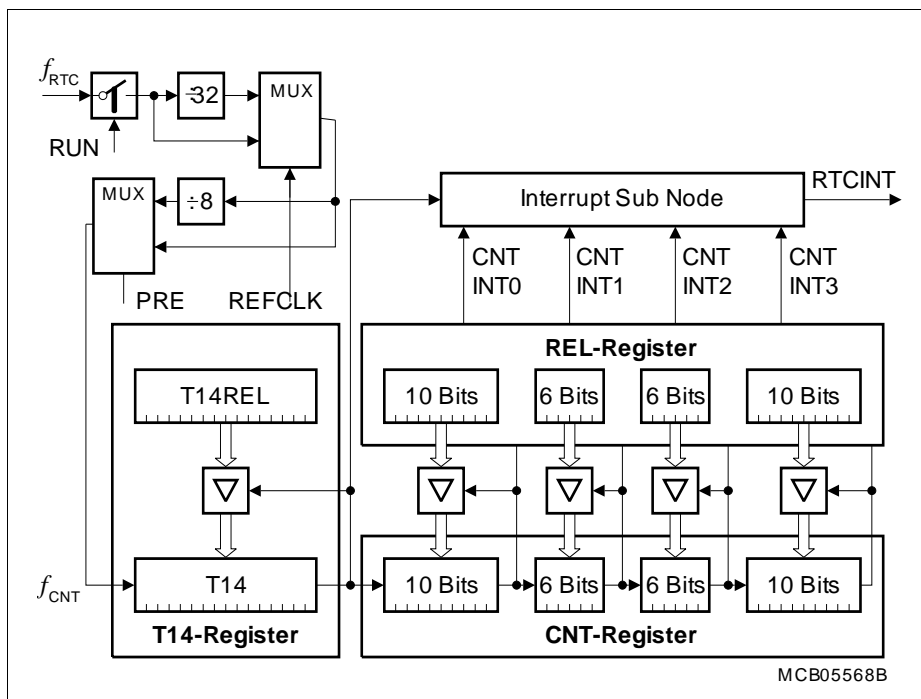 fRTC
÷32
MUX
RUN
MUX
÷8
Interrupt Sub Node
RTCINT
CNT
INT0
CNT
INT1
CNT
INT2
CNT
INT3
PRE
REFCLK
REL-Register
T14REL
10 Bits
6 Bits
6 Bits
10 Bits
fCNT
T14
10 Bits
6 Bits
6 Bits
10 Bits
T14-Register
CNT-Register
MCB05568B